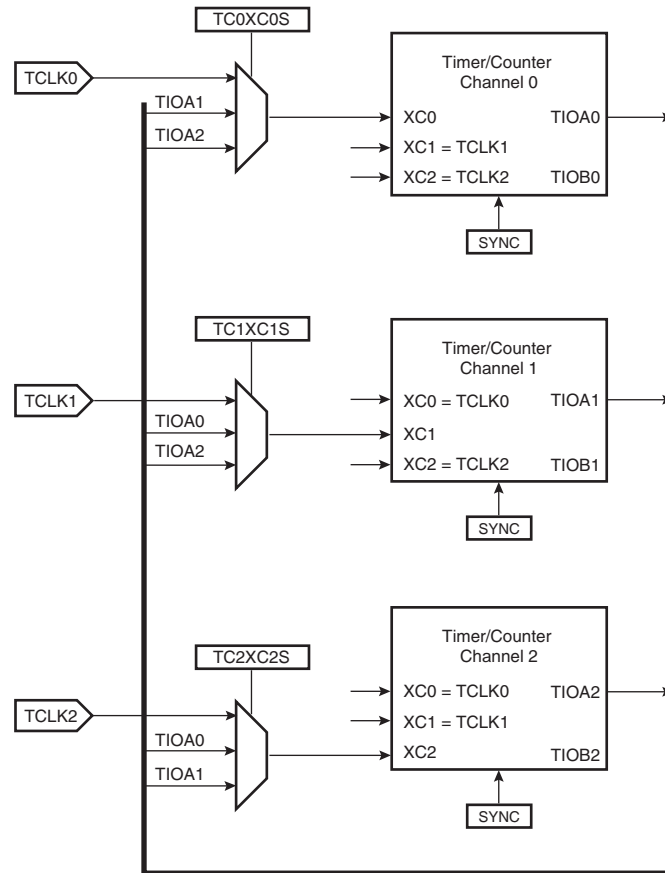 TC0XC0S
TCLK0
TIOA1
TIOA2
Timer/Counter
Channel 0
XC0
TIOA0
XC1 = TCLK1
XC2 = TCLK2
TIOB0
SYNC
TC1XC1S
TCLK1
TIOA0
TIOA2
Timer/Counter
Channel 1
XC0 = TCLK0
TIOA1
XC1
XC2 = TCLK2
TIOB1
SYNC
TC2XC2S
TCLK2
TIOA0
TIOA1
Timer/Counter
Channel 2
XC0 = TCLK0
TIOA2
XC1 = TCLK1
XC2
TIOB2
SYNC